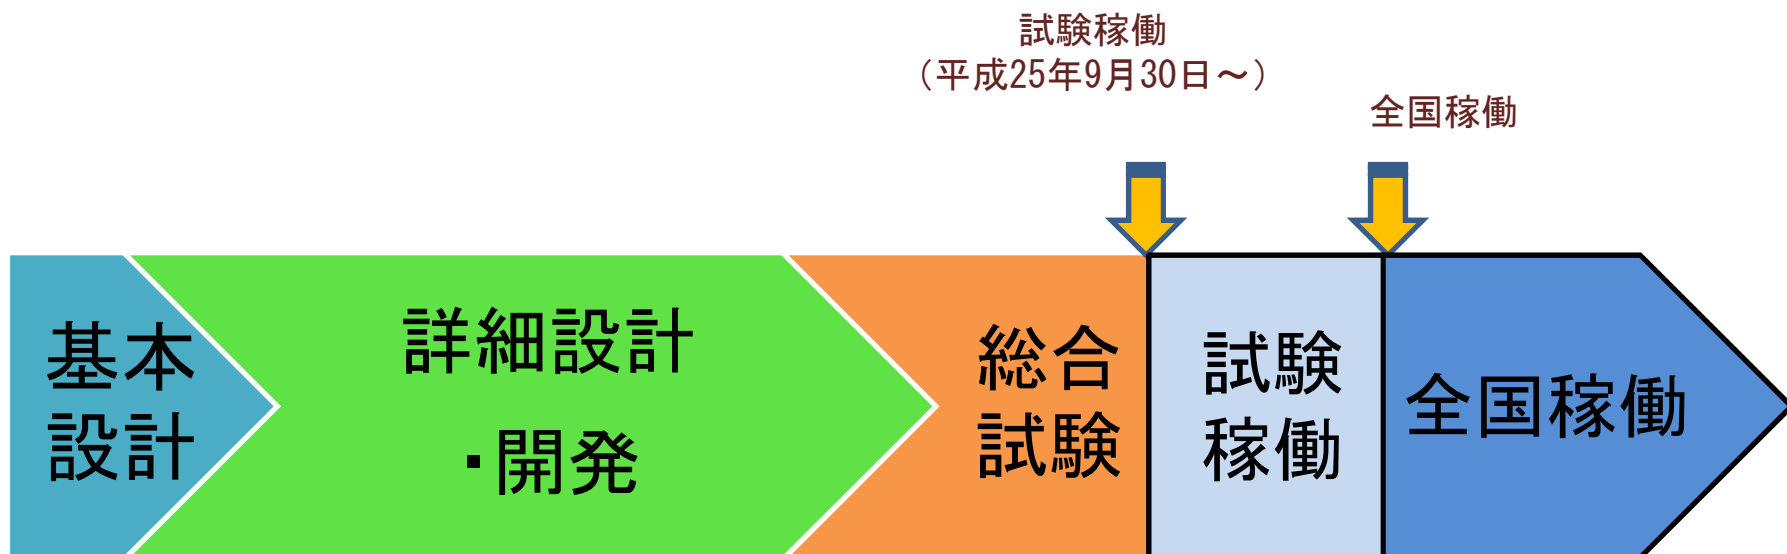 試験稼働
（平成25年9月30日～）
全国稼働
基本
設計
詳細設計
・開発
総合
試験
試験
稼働
全国稼働